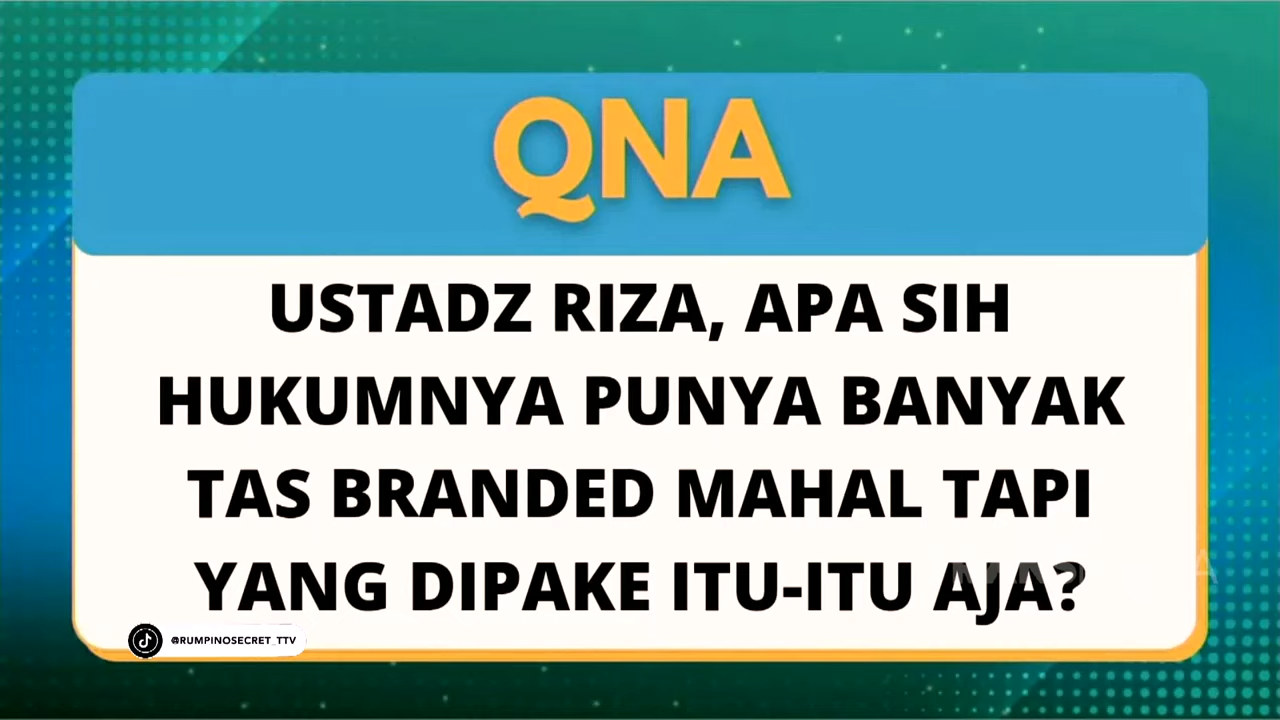 QNA
USTADZ RIZA, APA SIH
HUKUMNYA PUNYA BANYAK
TAS BRANDED MAHAL TAPI
YANG DIPAKE ITU-ITU AJA?
@RUMPINOSECRET_TTV